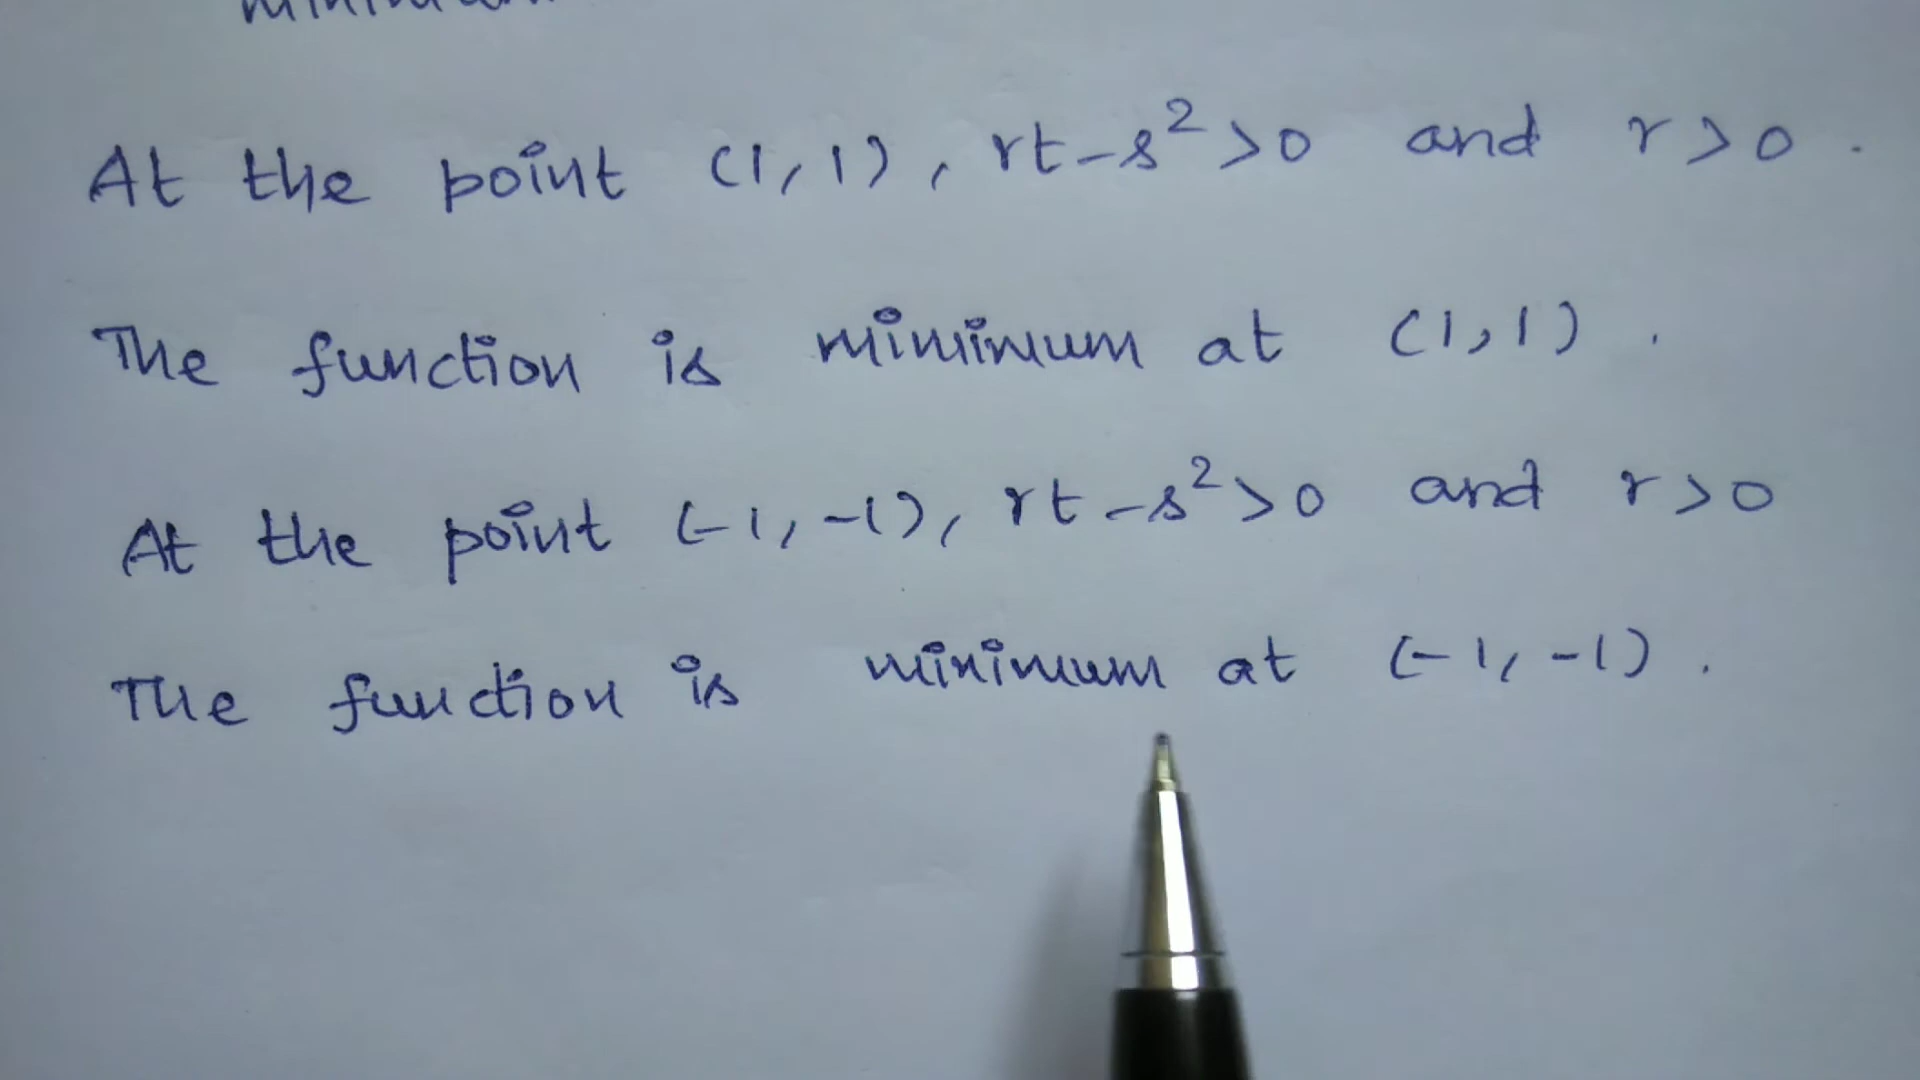 minimum.
At the point (1, 1), rt-s²>0 and r>0.
The function is minimum at (1, 1).
At the point (-1, -1), rt-s²>0 and r>0
The function is minimum at (-1, -1).